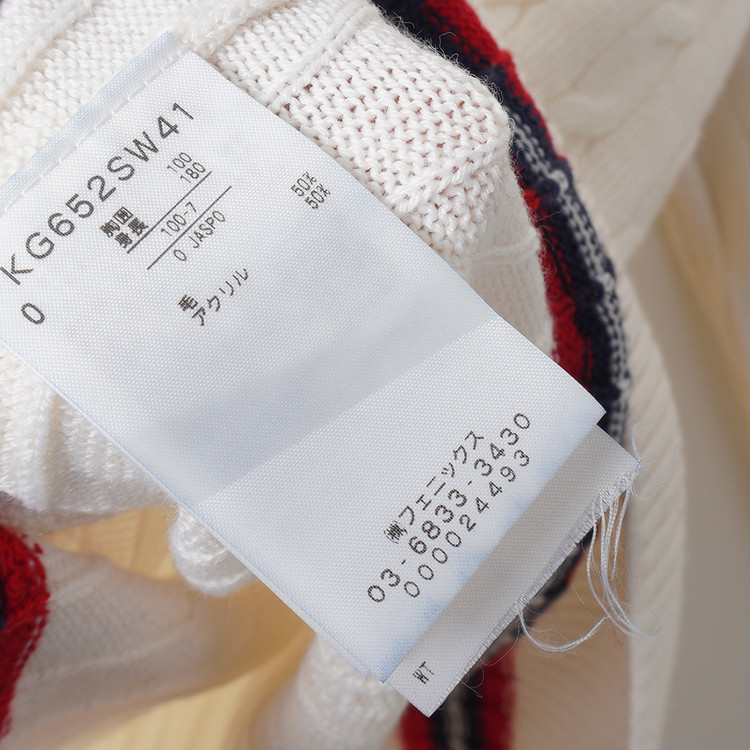 KG652SW41
0
胸囲 100
身長 180
100-7
0 JASPO
毛 50%
アクリル 50%
㈱フェニックス
03-6833-3430
000024493
WT